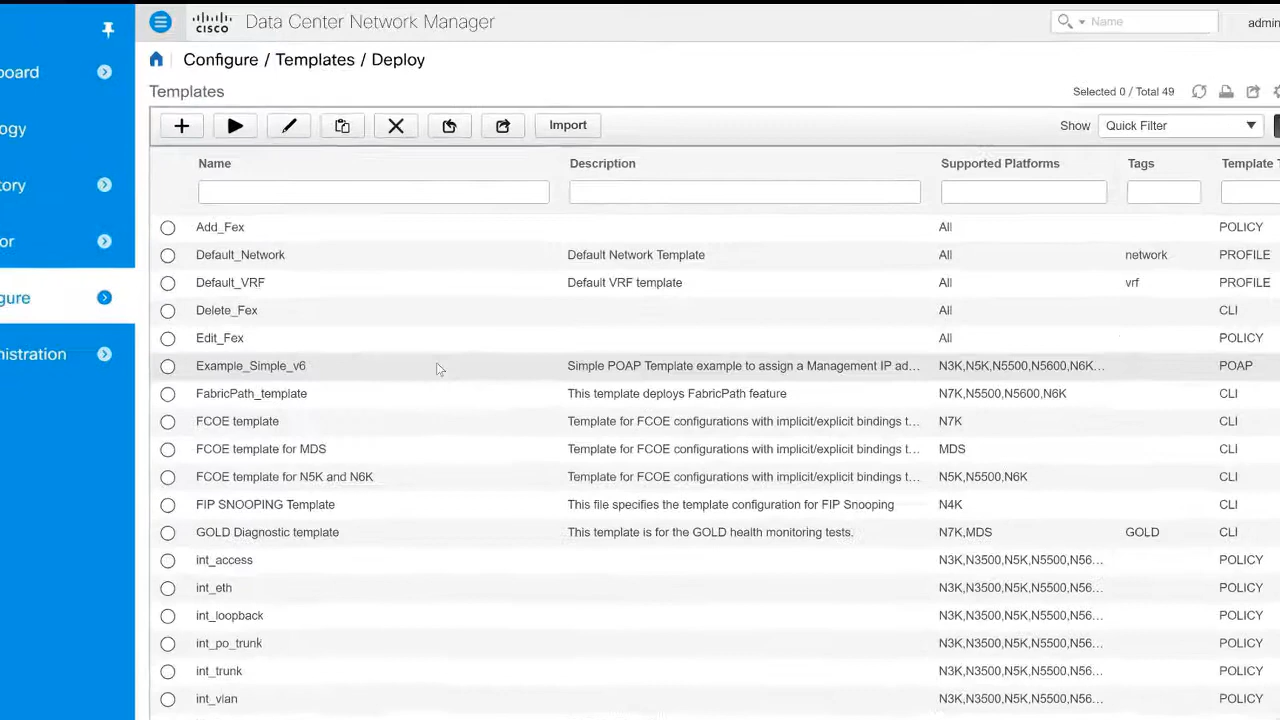 CISCO Data Center Network Manager
Name
admin
Configure / Templates / Deploy
Templates
Selected 0 / Total 49
Import
Show
Quick Filter
Name Description Supported Platforms Tags Template T
Add_Fex All POLICY
Default_Network Default Network Template All network PROFILE
Default_VRF Default VRF template All vrf PROFILE
Delete_Fex All CLI
Edit_Fex All POLICY
Example_Simple_v6 Simple POAP Template example to assign a Management IP ad... N3K,N5K,N5500,N5600,N6K... POAP
FabricPath_template This template deploys FabricPath feature N7K,N5500,N5600,N6K CLI
FCOE template Template for FCOE configurations with implicit/explicit bindings t... N7K CLI
FCOE template for MDS Template for FCOE configurations with implicit/explicit bindings t... MDS CLI
FCOE template for N5K and N6K Template for FCOE configurations with implicit/explicit bindings t... N5K,N5500,N6K CLI
FIP SNOOPING Template This file specifies the template configuration for FIP Snooping N4K CLI
GOLD Diagnostic template This template is for the GOLD health monitoring tests. N7K,MDS GOLD CLI
int_access N3K,N3500,N5K,N5500,N56... POLICY
int_eth N3K,N3500,N5K,N5500,N56... POLICY
int_loopback N3K,N3500,N5K,N5500,N56... POLICY
int_po_trunk N3K,N3500,N5K,N5500,N56... POLICY
int_trunk N3K,N3500,N5K,N5500,N56... POLICY
int_vlan N3K,N3500,N5K,N5500,N56... POLICY
oard
ogy
tory
or
gure
nistration